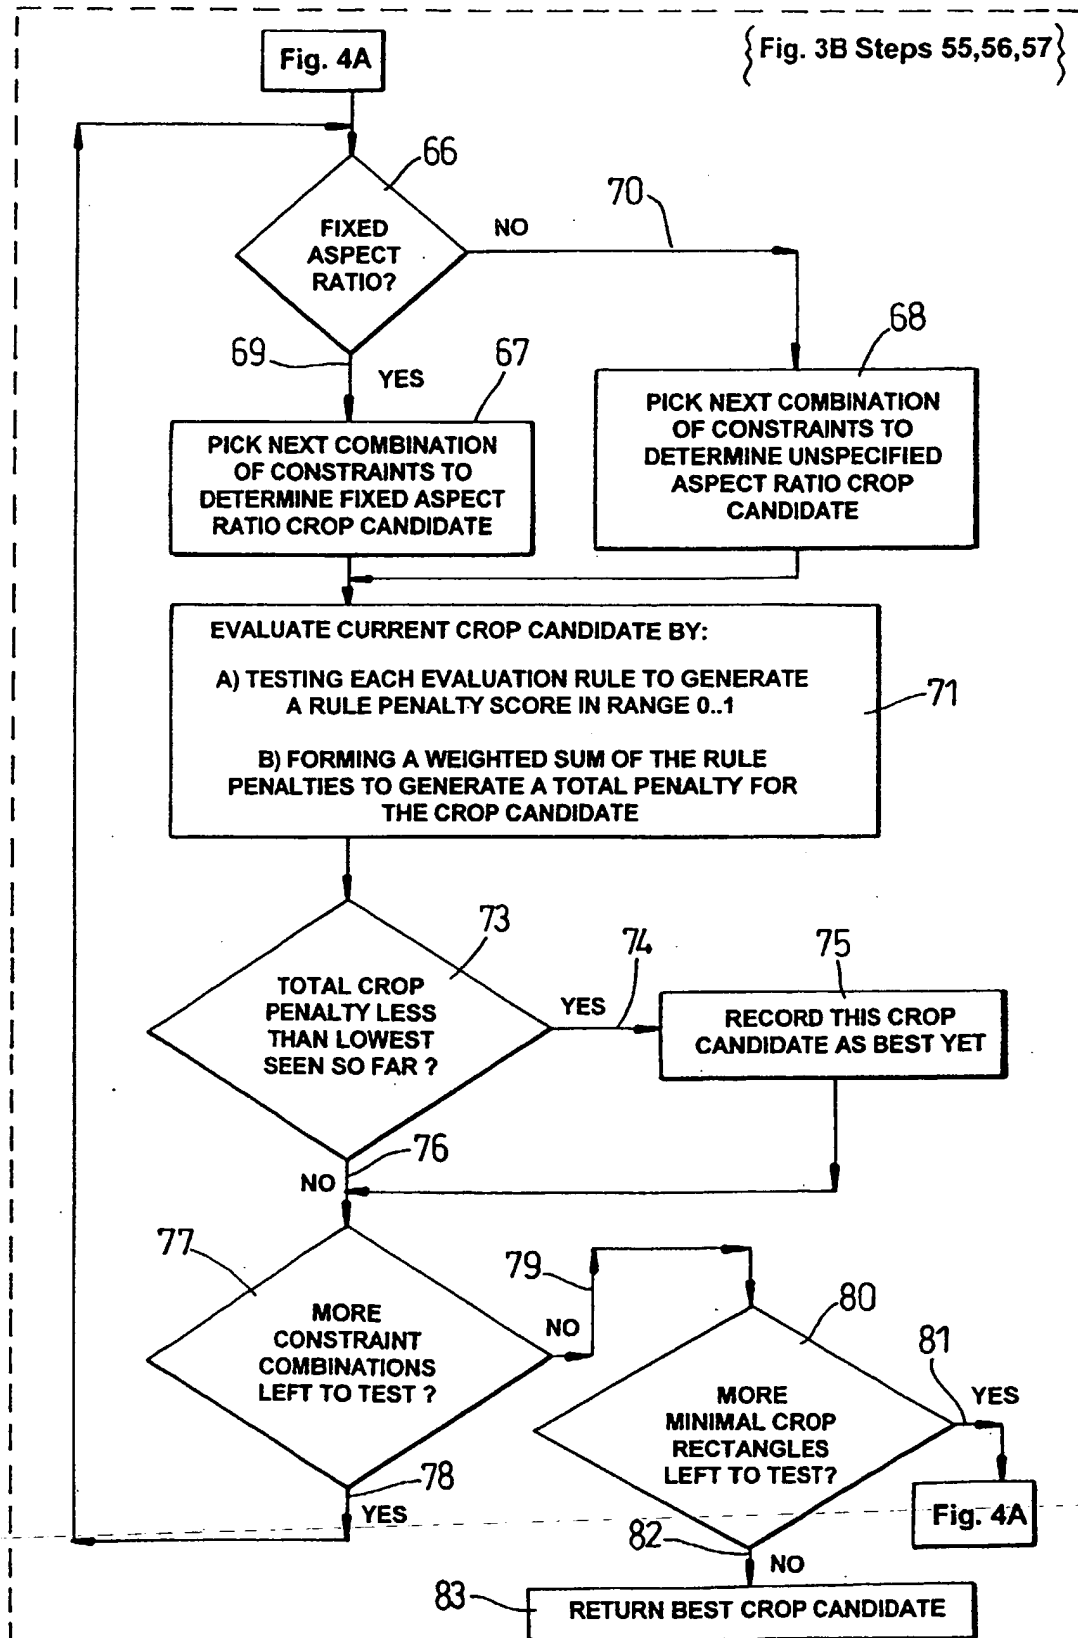 Fig. 4A
{Fig. 3B Steps 55,56,57}
66
FIXED
ASPECT
RATIO?
NO
70
69
YES
67
68
PICK NEXT COMBINATION
OF CONSTRAINTS TO
DETERMINE FIXED ASPECT
RATIO CROP CANDIDATE
PICK NEXT COMBINATION
OF CONSTRAINTS TO
DETERMINE UNSPECIFIED
ASPECT RATIO CROP
CANDIDATE
EVALUATE CURRENT CROP CANDIDATE BY:
A) TESTING EACH EVALUATION RULE TO GENERATE
A RULE PENALTY SCORE IN RANGE 0..1
B) FORMING A WEIGHTED SUM OF THE RULE
PENALTIES TO GENERATE A TOTAL PENALTY FOR
THE CROP CANDIDATE
71
73
TOTAL CROP
PENALTY LESS
THAN LOWEST
SEEN SO FAR ?
YES
74
75
RECORD THIS CROP
CANDIDATE AS BEST YET
76
NO
77
MORE
CONSTRAINT
COMBINATIONS
LEFT TO TEST ?
NO
79
80
MORE
MINIMAL CROP
RECTANGLES
LEFT TO TEST?
81
YES
Fig. 4A
78
YES
82
NO
83
RETURN BEST CROP CANDIDATE